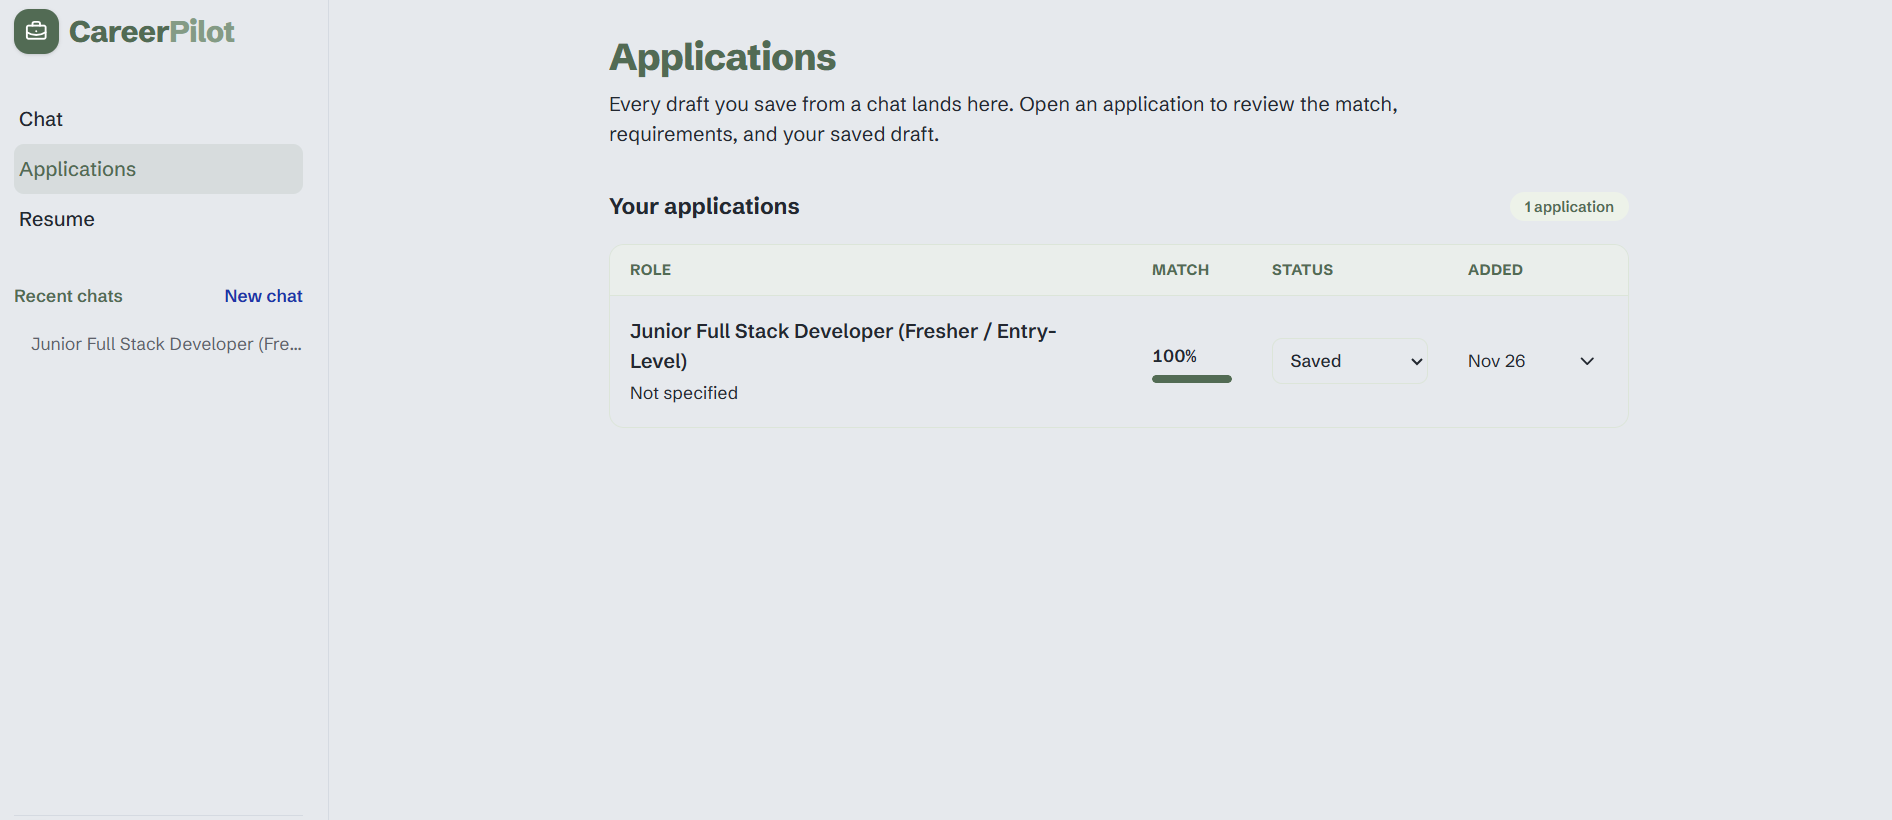 CareerPilot
Chat
Applications
Resume
Recent chats
New chat
Junior Full Stack Developer (Fre...
Applications
Every draft you save from a chat lands here. Open an application to review the match,
requirements, and your saved draft.
Your applications
1 application
ROLE MATCH STATUS ADDED
Junior Full Stack Developer (Fresher / Entry-
Level)
Not specified
100%
Saved
Nov 26